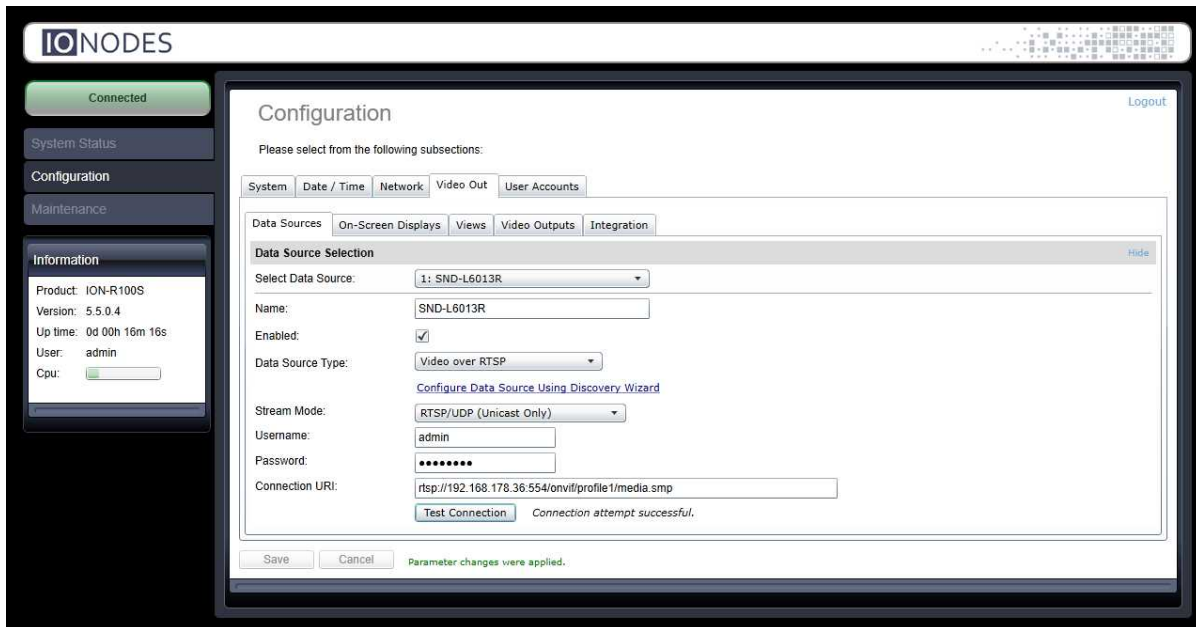 IONODES
Connected
System Status
Configuration
Maintenance
Information
Product: ION-R100S
Version: 5.5.0.4
Up time: 0d 00h 16m 16s
User: admin
Cpu:
Logout
Configuration
Please select from the following subsections:
System Date / Time Network Video Out User Accounts
Data Sources On-Screen Displays Views Video Outputs Integration
Data Source Selection Hide
Select Data Source: 1: SND-L6013R
Name: SND-L6013R
Enabled:
Data Source Type: Video over RTSP
Configure Data Source Using Discovery Wizard
Stream Mode: RTSP/UDP (Unicast Only)
Username: admin
Password: ●●●●●●●●
Connection URI: rtsp://192.168.178.36:554/onvif/profile1/media.smp
Test Connection Connection attempt successful.
Save Cancel Parameter changes were applied.